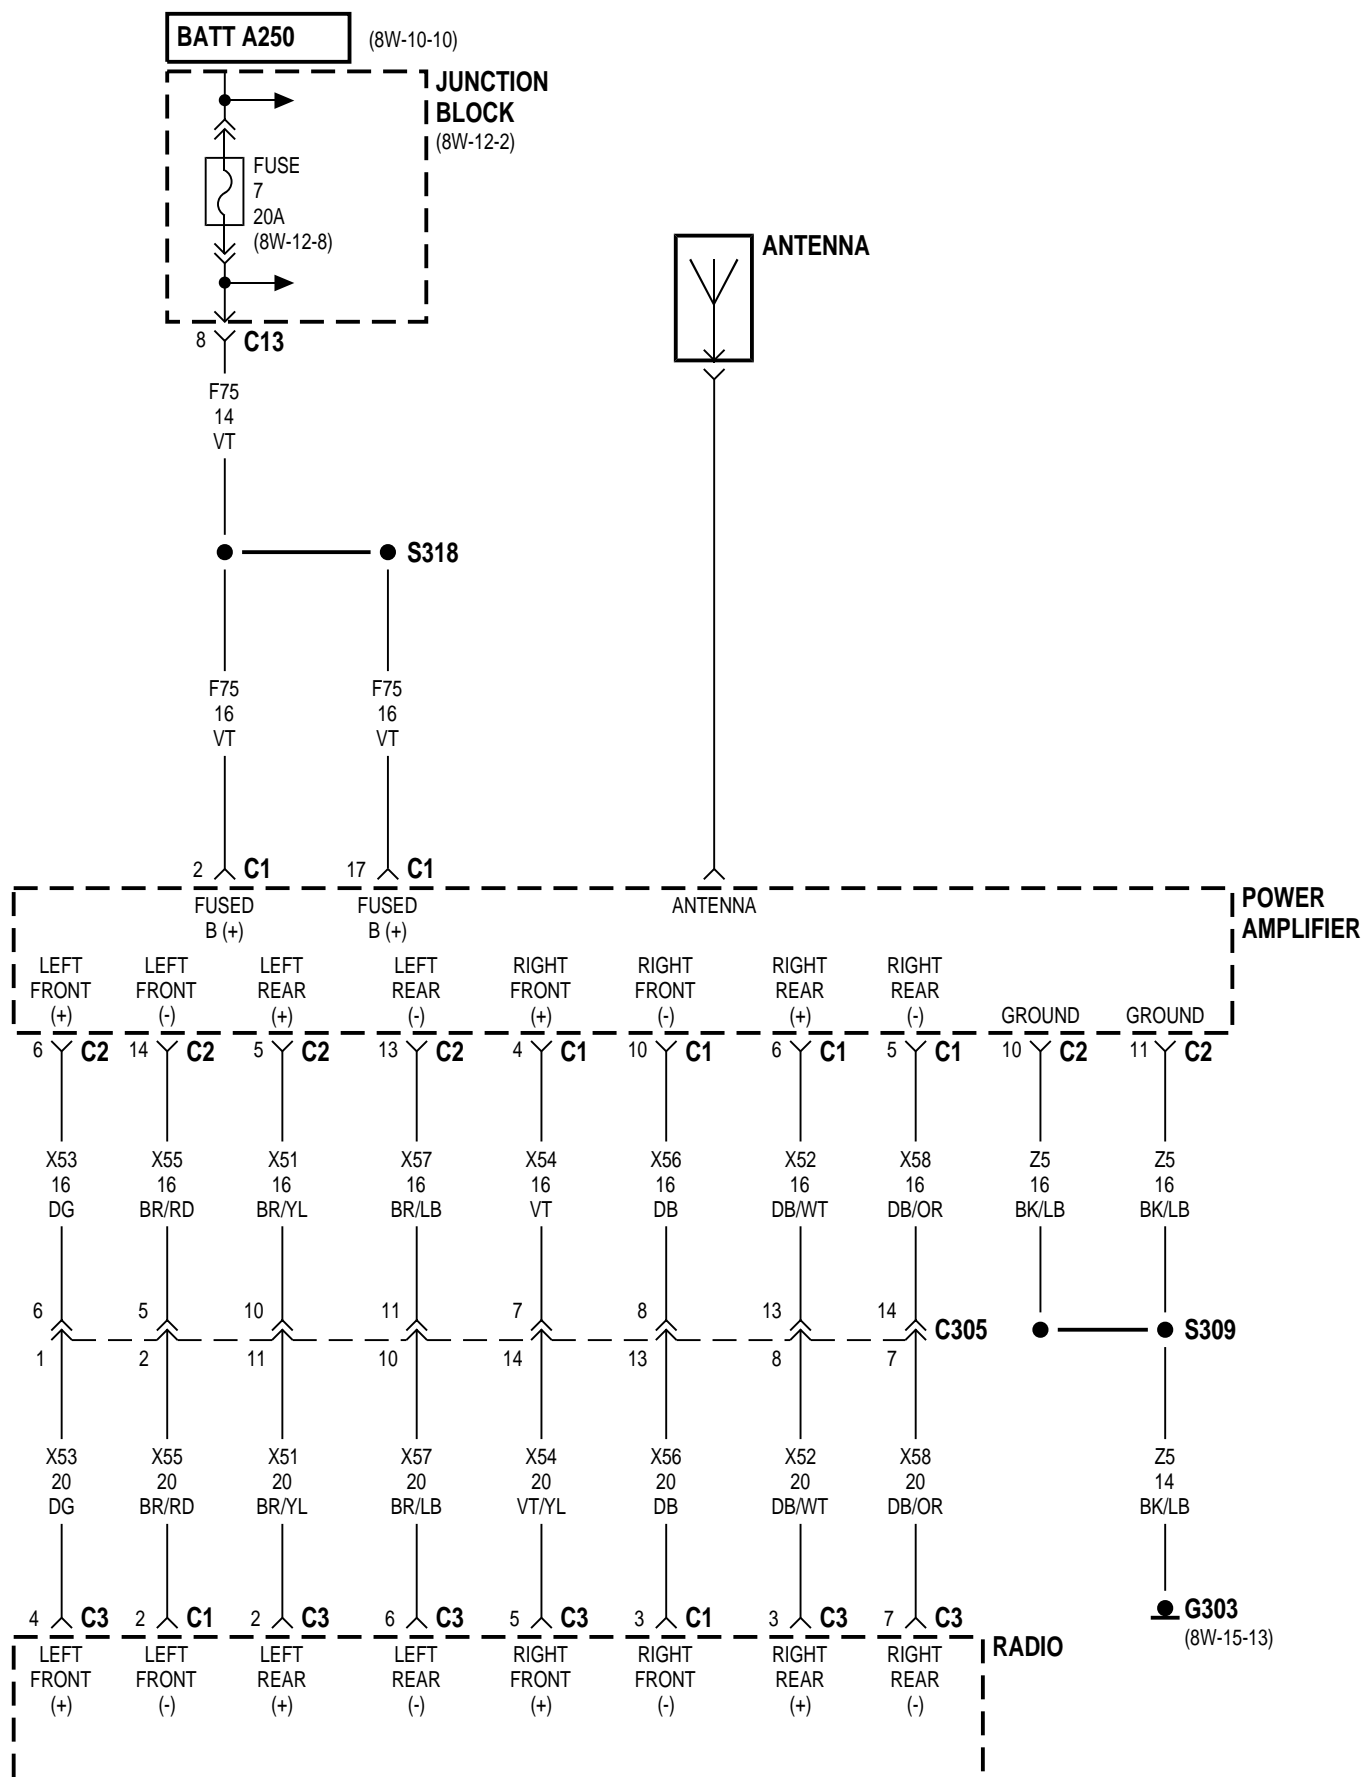 BATT A250 (8W-10-10)
JUNCTION
BLOCK
(8W-12-2)
FUSE
7
20A
(8W-12-8)
ANTENNA
8 C13
F75
14
VT
S318
F75 F75
16 16
VT VT
2 C1 17 C1
POWER
AMPLIFIER
FUSED FUSED ANTENNA
B (+) B (+)
LEFT LEFT LEFT LEFT RIGHT RIGHT RIGHT RIGHT
FRONT FRONT REAR REAR FRONT FRONT REAR REAR
(+) (-) (+) (-) (+) (-) (+) (-) GROUND GROUND
6 C2 14 C2 5 C2 13 C2 4 C1 10 C1 6 C1 5 C1 10 C2 11 C2
X53 X55 X51 X57 X54 X56 X52 X58 Z5 Z5
16 16 16 16 16 16 16 16 16 16
DG BR/RD BR/YL BR/LB VT DB DB/WT DB/OR BK/LB BK/LB
6 5 10 11 7 8 13 14
C305 S309
1 2 11 10 14 13 8 7
X53 X55 X51 X57 X54 X56 X52 X58 Z5
20 20 20 20 20 20 20 20 14
DG BR/RD BR/YL BR/LB VT/YL DB DB/WT DB/OR BK/LB
4 C3 2 C1 2 C3 6 C3 5 C3 3 C1 3 C3 7 C3 G303
(8W-15-13)
RADIO
LEFT LEFT LEFT LEFT RIGHT RIGHT RIGHT RIGHT
FRONT FRONT REAR REAR FRONT FRONT REAR REAR
(+) (-) (+) (-) (+) (-) (+) (-)